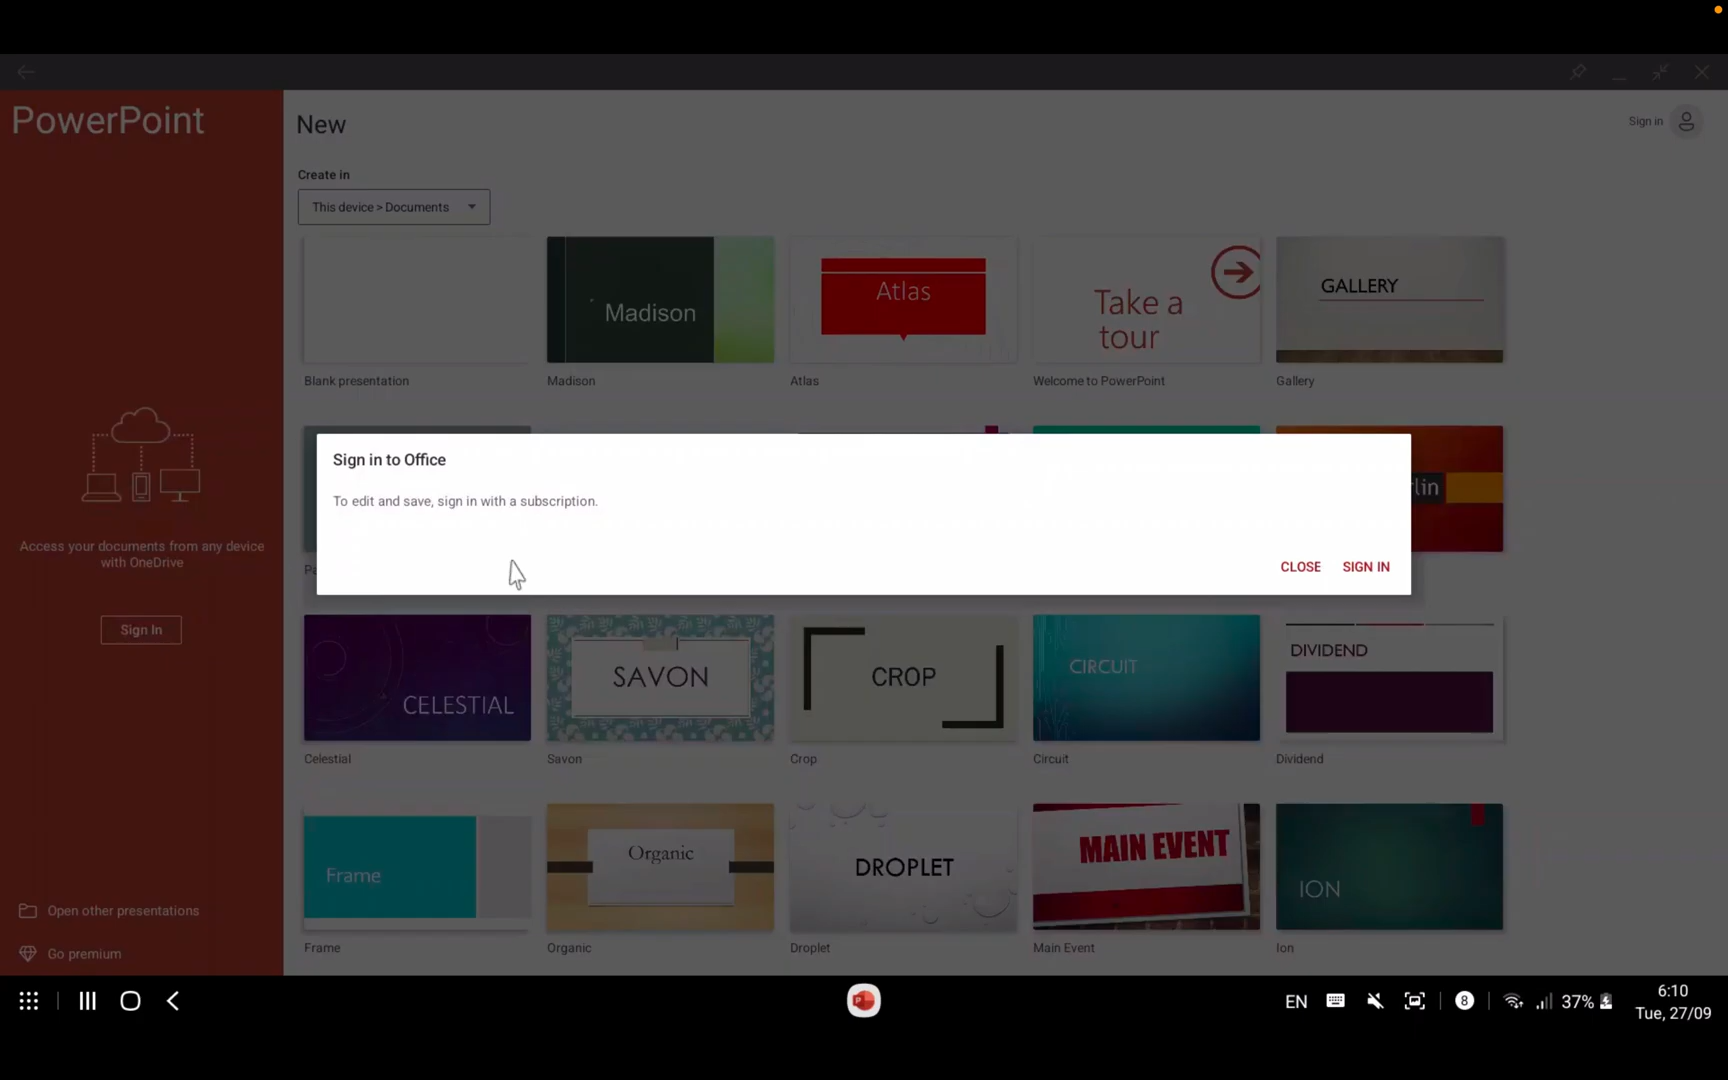 PowerPoint
New
Sign in
Create in
This device > Documents
Madison
Atlas
Take a
tour
GALLERY
Blank presentation
Madison
Atlas
Welcome to PowerPoint
Gallery
Sign in to Office
To edit and save, sign in with a subscription.
CLOSE
SIGN IN
Access your documents from any device
with OneDrive
Sign In
CELESTIAL
SAVON
CROP
CIRCUIT
DIVIDEND
Celestial
Savon
Crop
Circuit
Dividend
Frame
Organic
DROPLET
MAIN EVENT
ION
Frame
Organic
Droplet
Main Event
Ion
Open other presentations
Go premium
EN
8
37%
6:10
Tue, 27/09